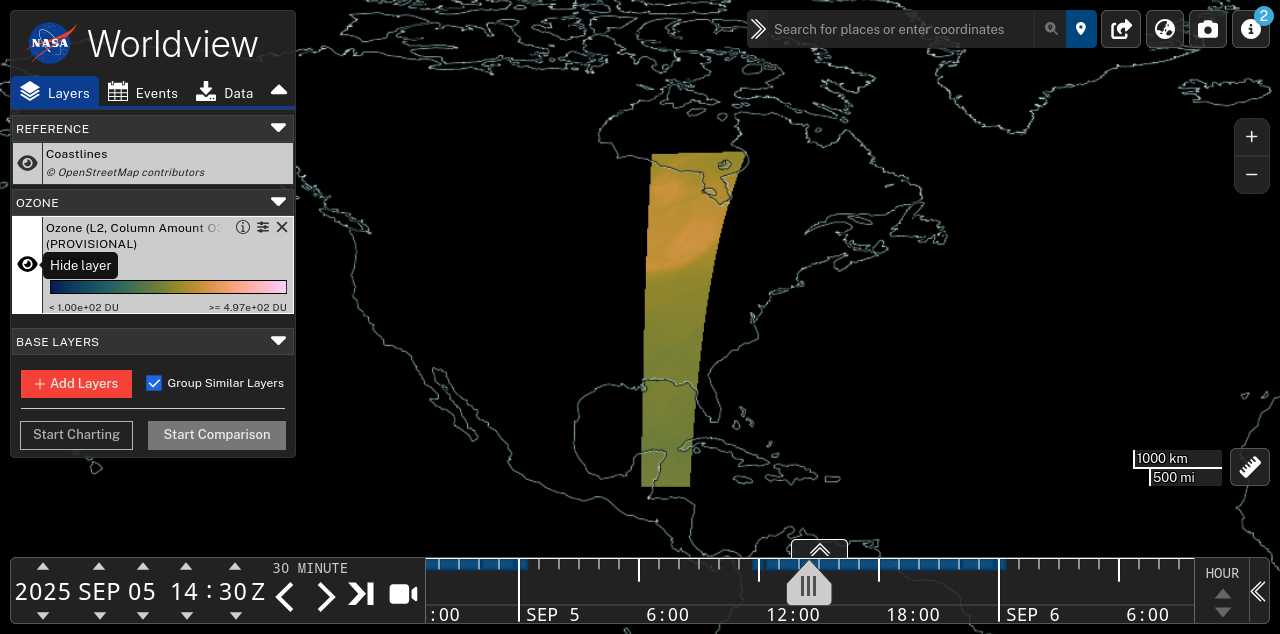 NASA
Worldview
Layers
Events
Data
REFERENCE
Coastlines
© OpenStreetMap contributors
OZONE
Ozone (L2, Column Amount O
(PROVISIONAL)
Hide layer
< 1.00e+02 DU
>= 4.97e+02 DU
BASE LAYERS
+ Add Layers
Group Similar Layers
Start Charting
Start Comparison
Search for places or enter coordinates
2
1000 km
500 mi
2025 SEP 05 14 : 30 Z
30 MINUTE
:00
SEP 5
6:00
12:00
18:00
SEP 6
6:00
HOUR